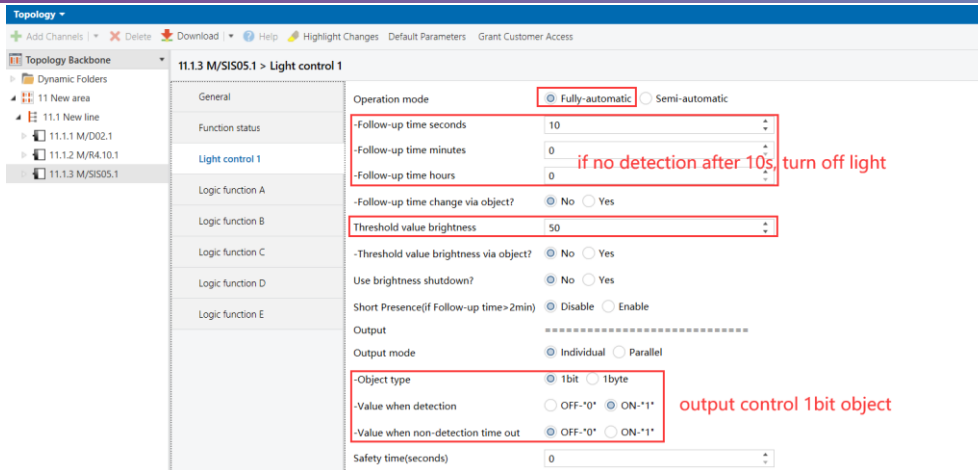 Topology
Add Channels Delete Download Help Highlight Changes Default Parameters Grant Customer Access
Topology Backbone
Dynamic Folders
11 New area
11.1 New line
11.1.1 M/D02.1
11.1.2 M/R4.10.1
11.1.3 M/SIS05.1
11.1.3 M/SIS05.1 > Light control 1
General
Function status
Light control 1
Logic function A
Logic function B
Logic function C
Logic function D
Logic function E
Operation mode Fully-automatic Semi-automatic
-Follow-up time seconds 10
-Follow-up time minutes 0
-Follow-up time hours 0
if no detection after 10s, turn off light
-Follow-up time change via object? No Yes
Threshold value brightness 50
-Threshold value brightness via object? No Yes
Use brightness shutdown? No Yes
Short Presence(if Follow-up time>2min) Disable Enable
Output =============================
Output mode Individual Parallel
-Object type 1bit 1byte
-Value when detection OFF-"0" ON-"1"
output control 1bit object
-Value when non-detection time out OFF-"0" ON-"1"
Safety time(seconds) 0